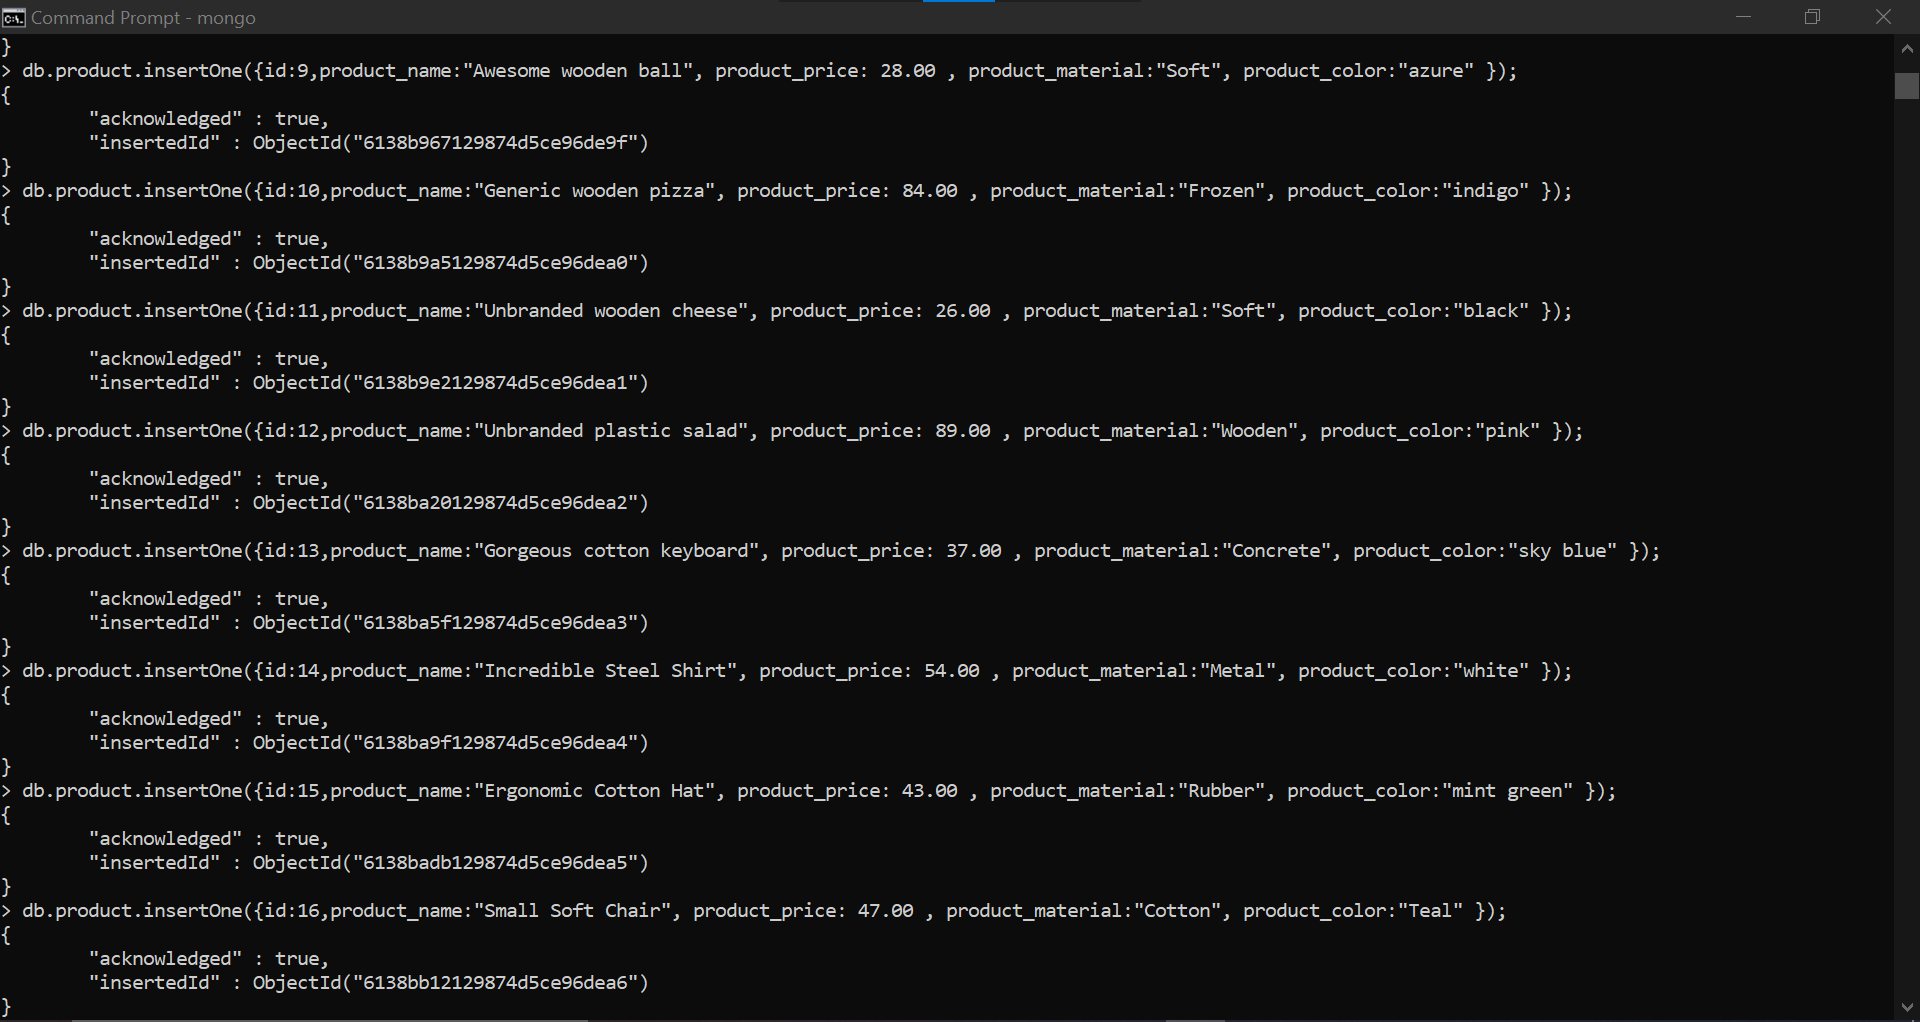 Command Prompt - mongo
}
> db.product.insertOne({id:9,product_name:"Awesome wooden ball", product_price: 28.00 , product_material:"Soft", product_color:"azure" });
{
        "acknowledged" : true,
        "insertedId" : ObjectId("6138b967129874d5ce96de9f")
}
> db.product.insertOne({id:10,product_name:"Generic wooden pizza", product_price: 84.00 , product_material:"Frozen", product_color:"indigo" });
{
        "acknowledged" : true,
        "insertedId" : ObjectId("6138b9a5129874d5ce96dea0")
}
> db.product.insertOne({id:11,product_name:"Unbranded wooden cheese", product_price: 26.00 , product_material:"Soft", product_color:"black" });
{
        "acknowledged" : true,
        "insertedId" : ObjectId("6138b9e2129874d5ce96dea1")
}
> db.product.insertOne({id:12,product_name:"Unbranded plastic salad", product_price: 89.00 , product_material:"Wooden", product_color:"pink" });
{
        "acknowledged" : true,
        "insertedId" : ObjectId("6138ba20129874d5ce96dea2")
}
> db.product.insertOne({id:13,product_name:"Gorgeous cotton keyboard", product_price: 37.00 , product_material:"Concrete", product_color:"sky blue" });
{
        "acknowledged" : true,
        "insertedId" : ObjectId("6138ba5f129874d5ce96dea3")
}
> db.product.insertOne({id:14,product_name:"Incredible Steel Shirt", product_price: 54.00 , product_material:"Metal", product_color:"white" });
{
        "acknowledged" : true,
        "insertedId" : ObjectId("6138ba9f129874d5ce96dea4")
}
> db.product.insertOne({id:15,product_name:"Ergonomic Cotton Hat", product_price: 43.00 , product_material:"Rubber", product_color:"mint green" });
{
        "acknowledged" : true,
        "insertedId" : ObjectId("6138badb129874d5ce96dea5")
}
> db.product.insertOne({id:16,product_name:"Small Soft Chair", product_price: 47.00 , product_material:"Cotton", product_color:"Teal" });
{
        "acknowledged" : true,
        "insertedId" : ObjectId("6138bb12129874d5ce96dea6")
}